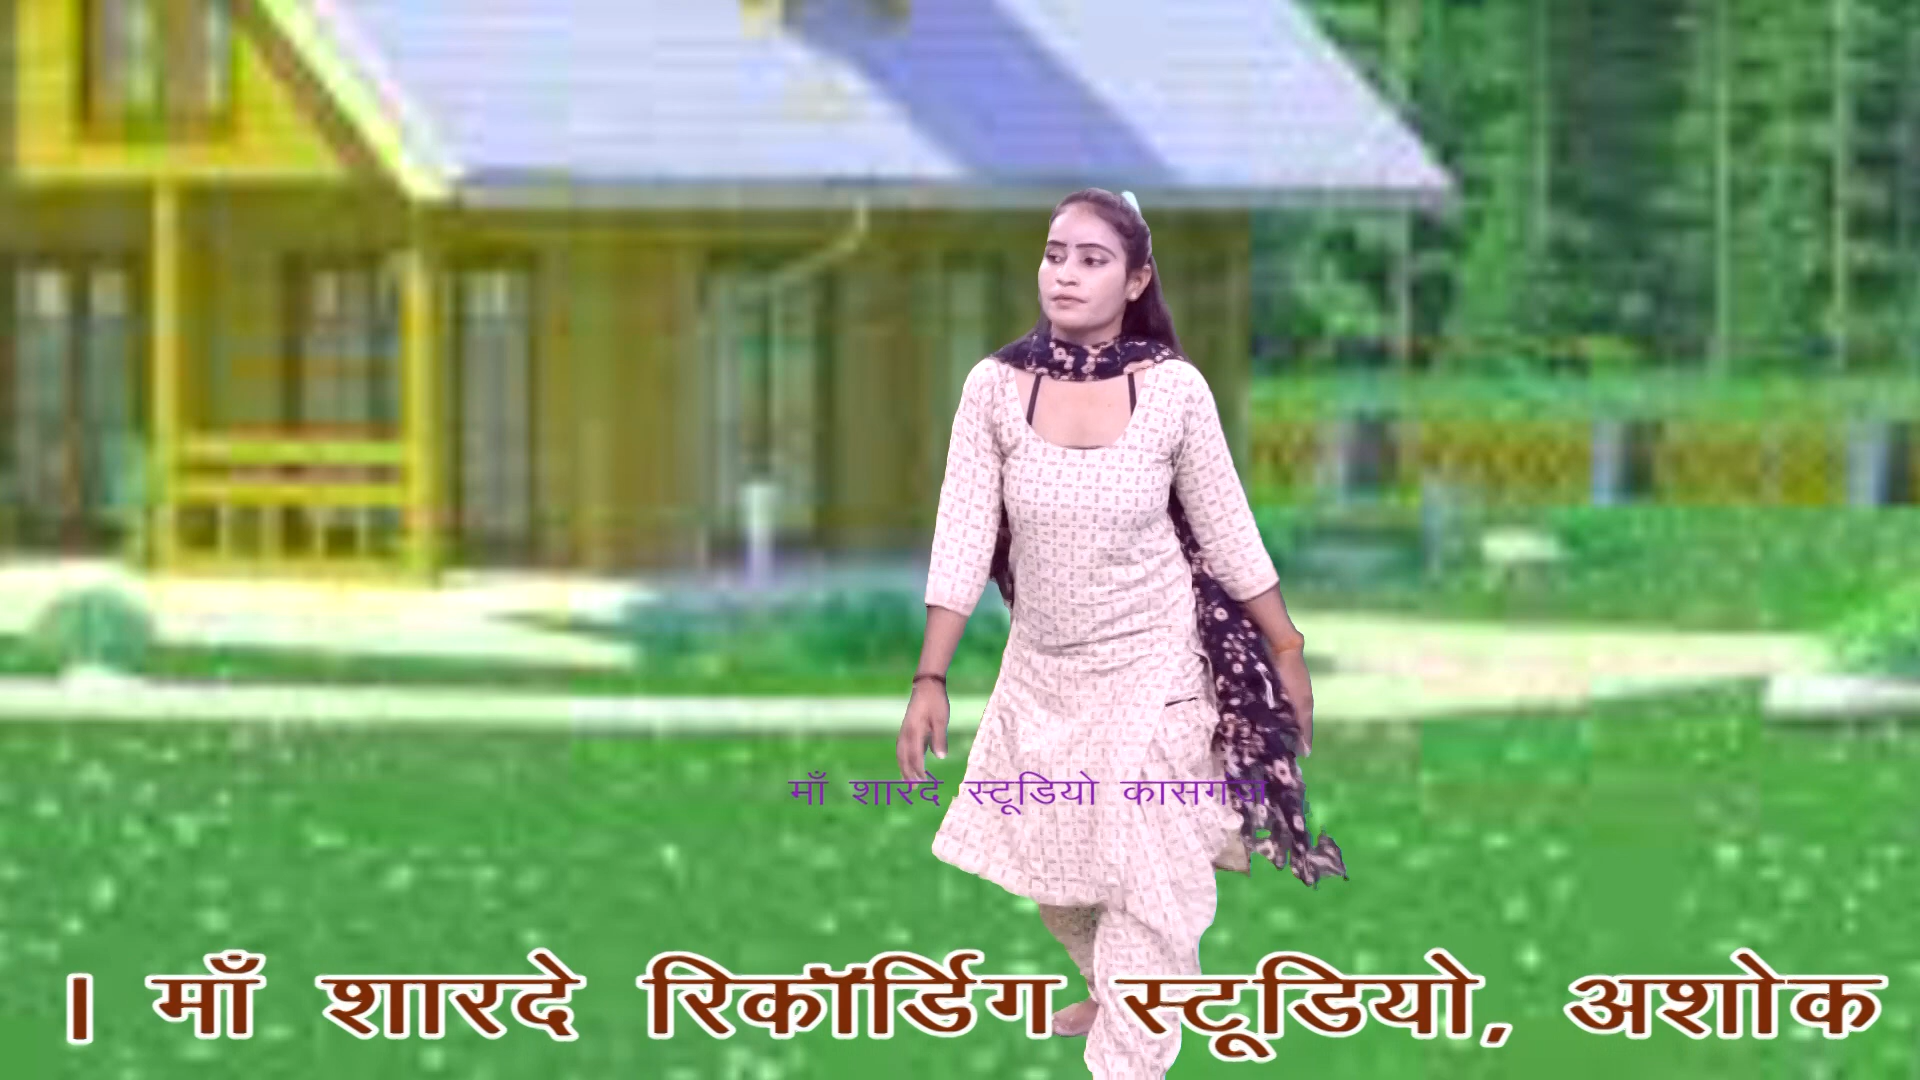 माँ शारदे स्टूडियो कासगंज
। माँ शारदे रिकॉर्डिग स्टूडियो, अशोक